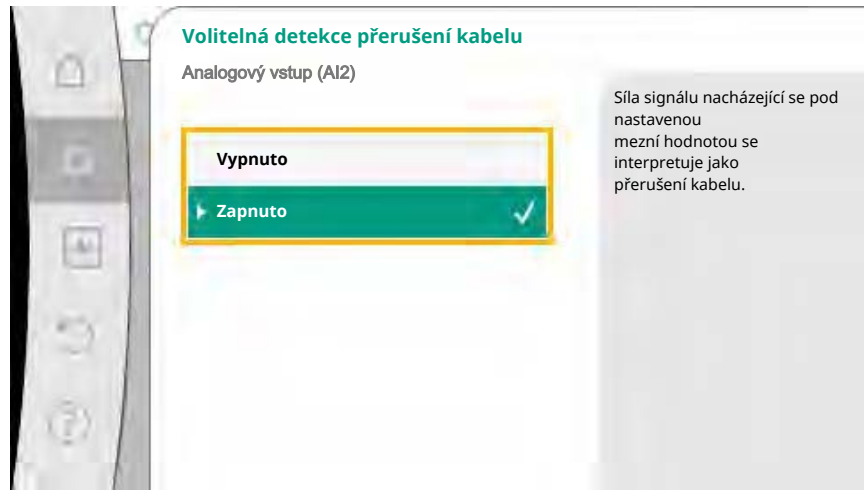 Volitelná detekce přerušení kabelu
Analogový vstup (AI2)
Vypnuto
Zapnuto
Síla signálu nacházející se pod
nastavenou
mezní hodnotou se
interpretuje jako
přerušení kabelu.